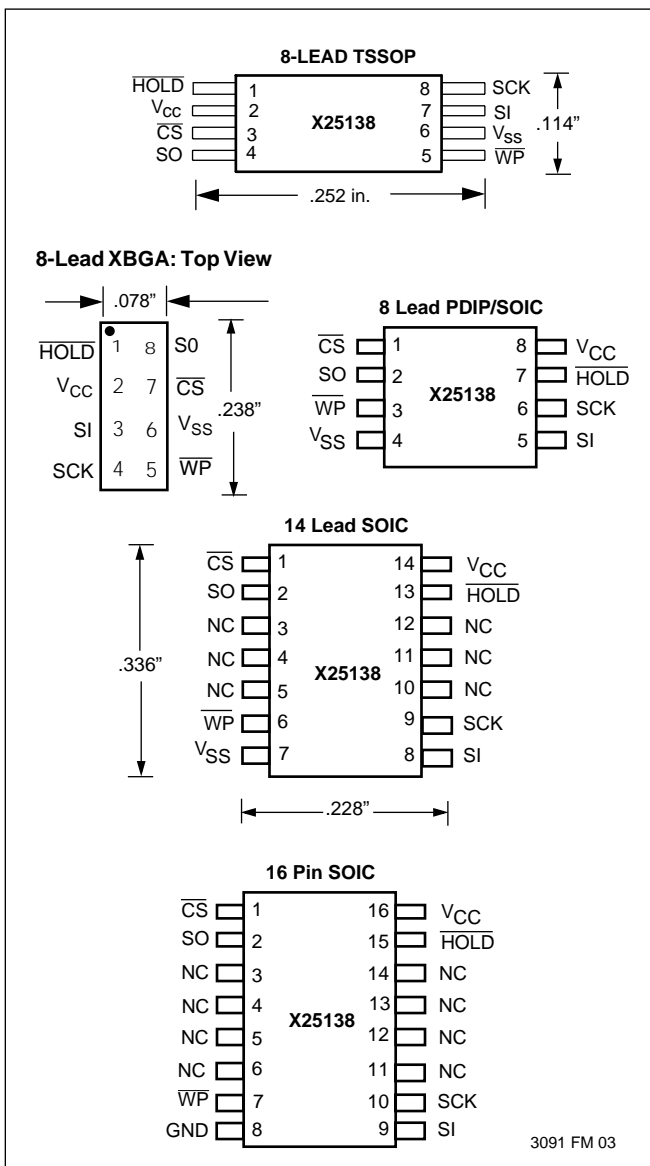 8-LEAD TSSOP
HOLD 1 8 SCK
VCC 2 X25138 7 SI
CS 3 6 VSS
SO 4 5 WP
.114"
.252 in.
8-Lead XBGA: Top View
.078"
HOLD 1 8 S0
VCC 2 7 CS
SI 3 6 VSS
SCK 4 5 WP
.238"
8 Lead PDIP/SOIC
CS 1 8 VCC
SO 2 7 HOLD
X25138
WP 3 6 SCK
VSS 4 5 SI
14 Lead SOIC
CS 1 14 VCC
SO 2 13 HOLD
NC 3 12 NC
NC 4 11 NC
NC 5 X25138 10 NC
WP 6 9 SCK
VSS 7 8 SI
.336"
.228"
16 Pin SOIC
CS 1 16 VCC
SO 2 15 HOLD
NC 3 14 NC
NC 4 13 NC
X25138
NC 5 12 NC
NC 6 11 NC
WP 7 10 SCK
GND 8 9 SI
3091 FM 03